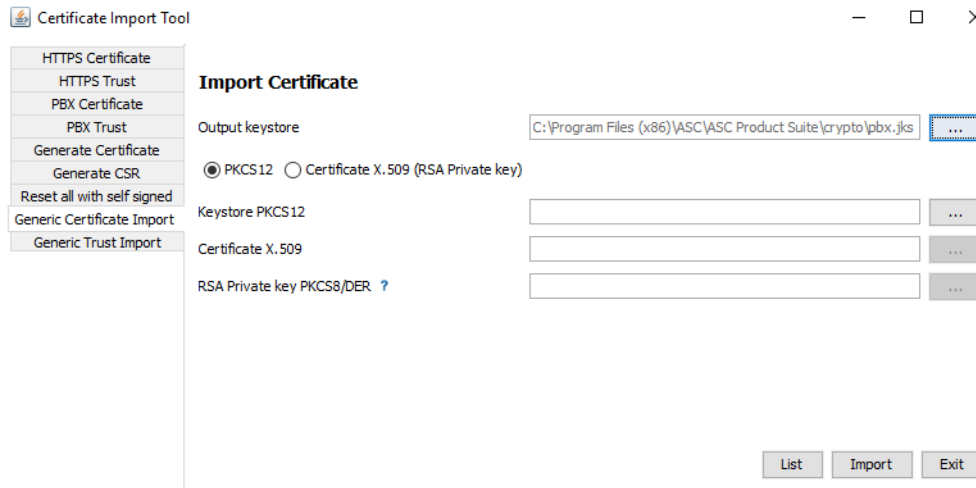 Certificate Import Tool
HTTPS Certificate
HTTPS Trust
PBX Certificate
PBX Trust
Generate Certificate
Generate CSR
Reset all with self signed
Generic Certificate Import
Generic Trust Import
Import Certificate
Output keystore C:\Program Files (x86)\ASC\ASC Product Suite\crypto\pbx.jks ...
PKCS12 Certificate X.509 (RSA Private key)
Keystore PKCS12 ...
Certificate X.509 ...
RSA Private key PKCS8/DER ? ...
List Import Exit